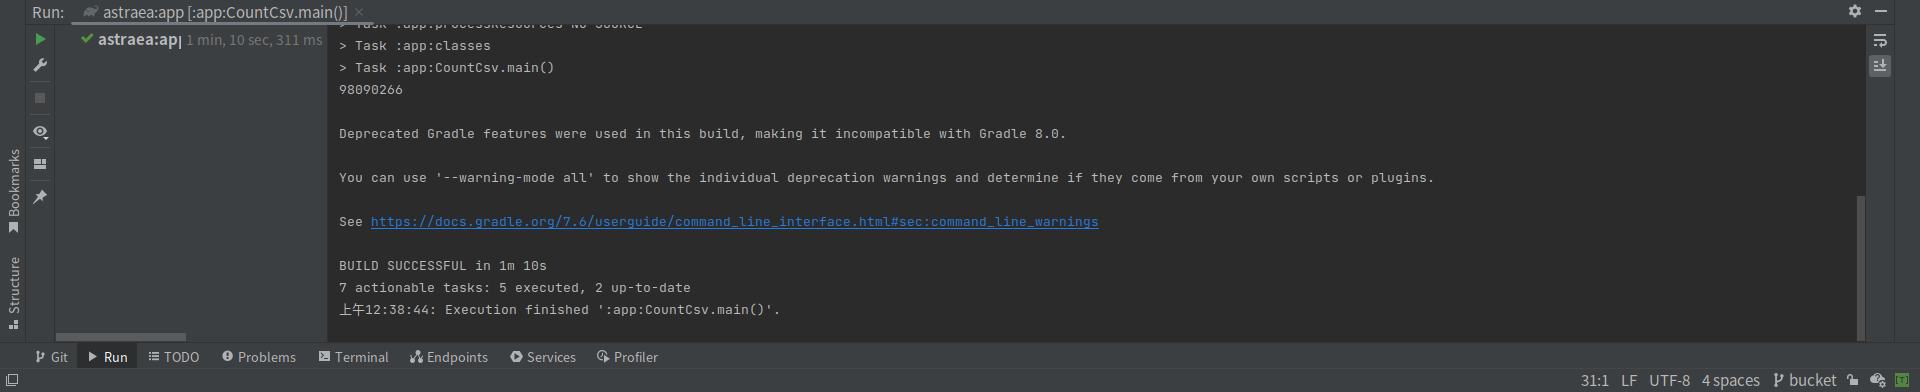 Run: astraea:app [:app:CountCsv.main()]
astraea:ap 1 min, 10 sec, 311 ms
> Task :app:processResources NO-SOURCE
> Task :app:classes
> Task :app:CountCsv.main()
98090266
Deprecated Gradle features were used in this build, making it incompatible with Gradle 8.0.
You can use '--warning-mode all' to show the individual deprecation warnings and determine if they come from your own scripts or plugins.
See https://docs.gradle.org/7.6/userguide/command_line_interface.html#sec:command_line_warnings
BUILD SUCCESSFUL in 1m 10s
7 actionable tasks: 5 executed, 2 up-to-date
上午12:38:44: Execution finished ':app:CountCsv.main()'.
Bookmarks
Structure
Git Run TODO Problems Terminal Endpoints Services Profiler
31:1 LF UTF-8 4 spaces bucket